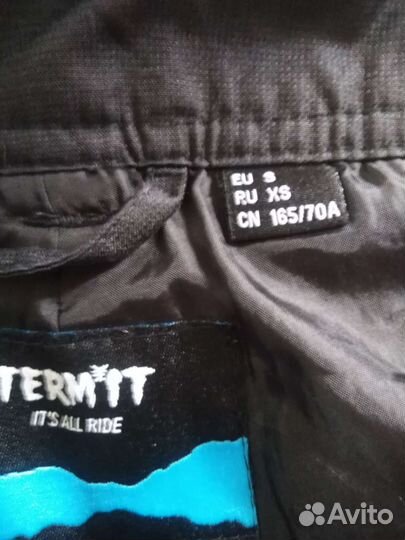 EU S
RU XS
CN 165/70A
TERMIT
IT'S ALL RIDE
Avito